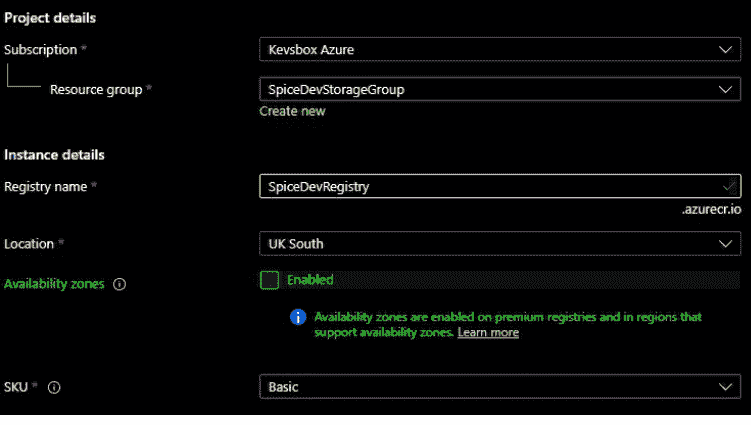 Project details
Subscription *
Kevsbox Azure
Resource group *
SpiceDevStorageGroup
Create new
Instance details
Registry name *
SpiceDevRegistry
.azurecr.io
Location *
UK South
Availability zones
Enabled
Availability zones are enabled on premium registries and in regions that
support availability zones. Learn more
SKU *
Basic